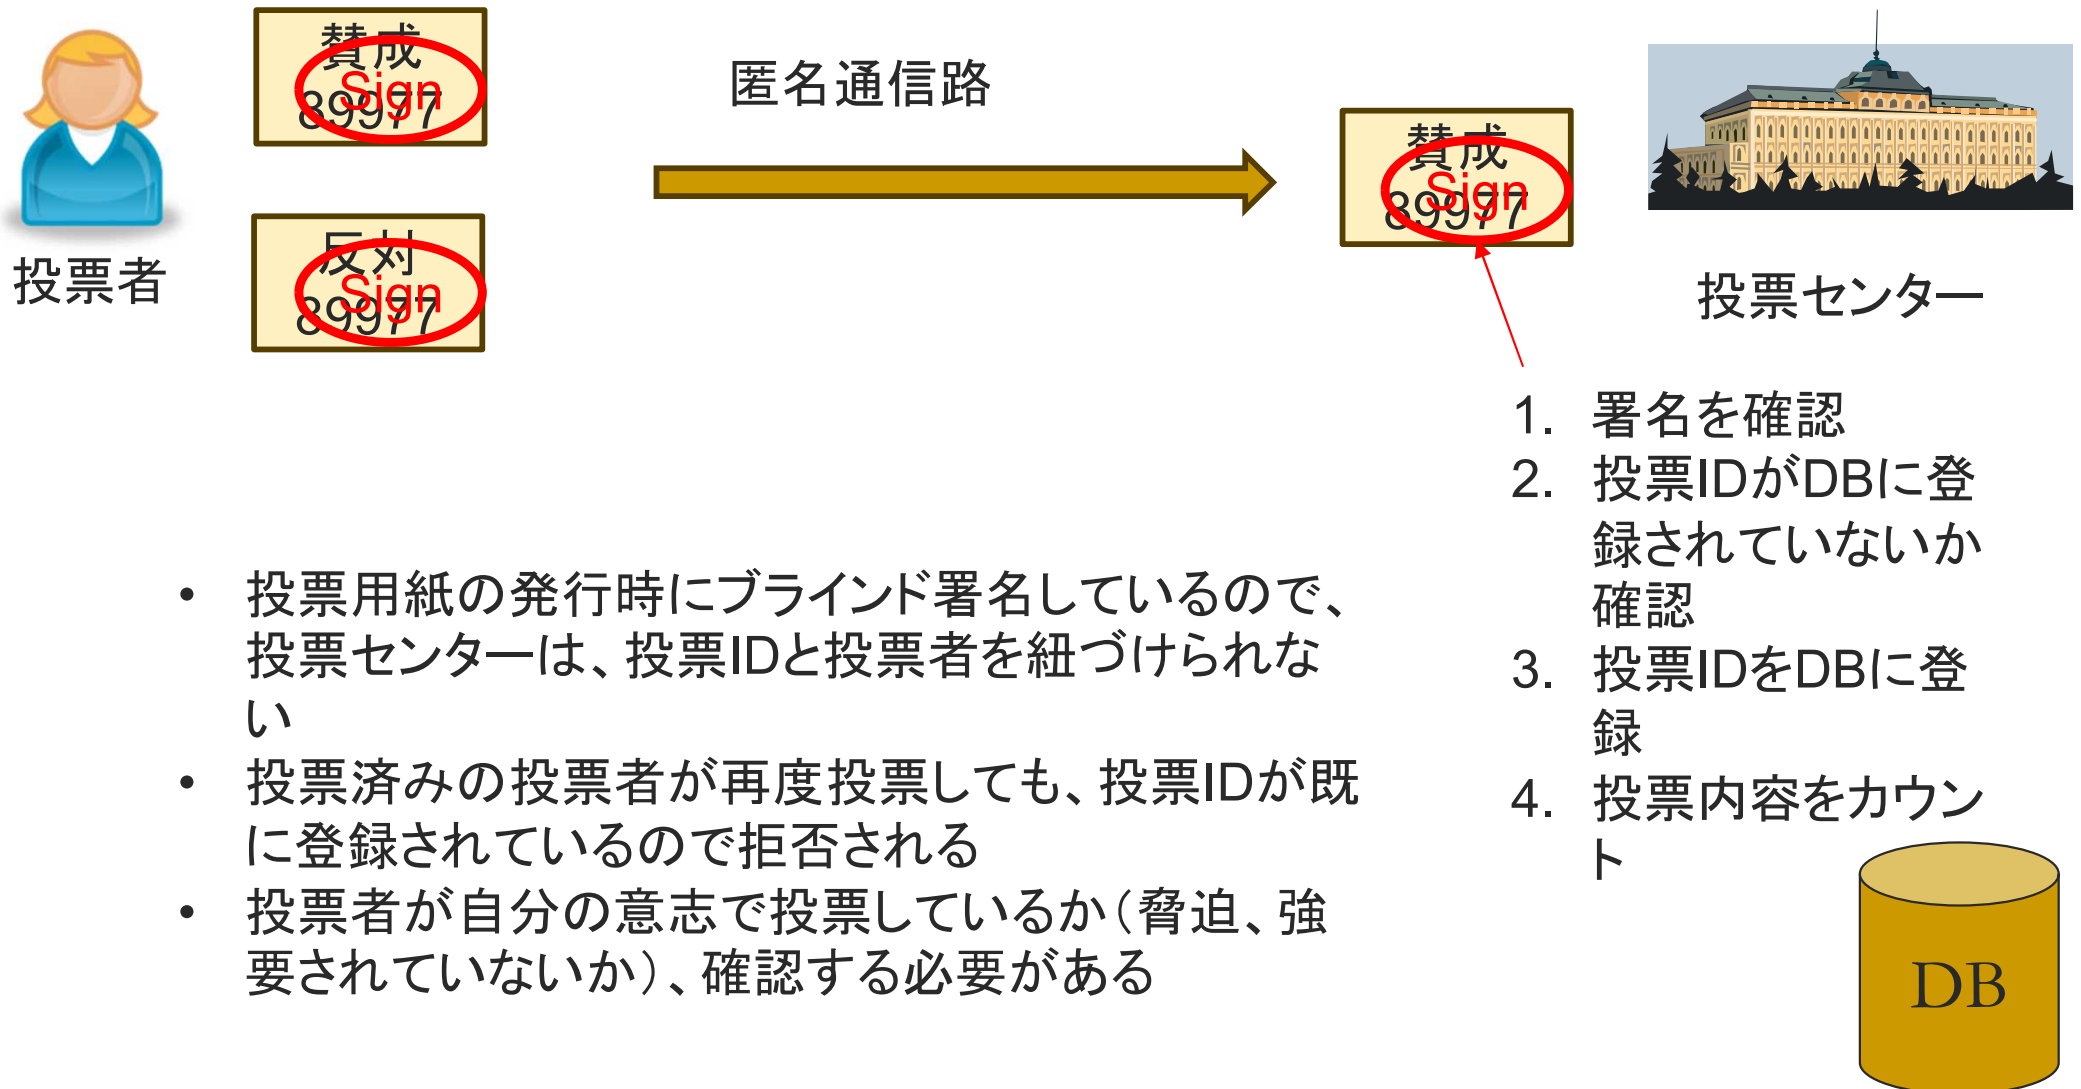 賛成
Sign
89977
匿名通信路
賛成
Sign
89977
反対
Sign
89977
投票者
投票センター
1. 署名を確認
2. 投票IDがDBに登
録されていないか
確認
3. 投票IDをDBに登
録
4. 投票内容をカウン
ト
• 投票用紙の発行時にブラインド署名しているので、
投票センターは、投票IDと投票者を紐づけられな
い
• 投票済みの投票者が再度投票しても、投票IDが既
に登録されているので拒否される
• 投票者が自分の意志で投票しているか（脅迫、強
要されていないか）、確認する必要がある
DB